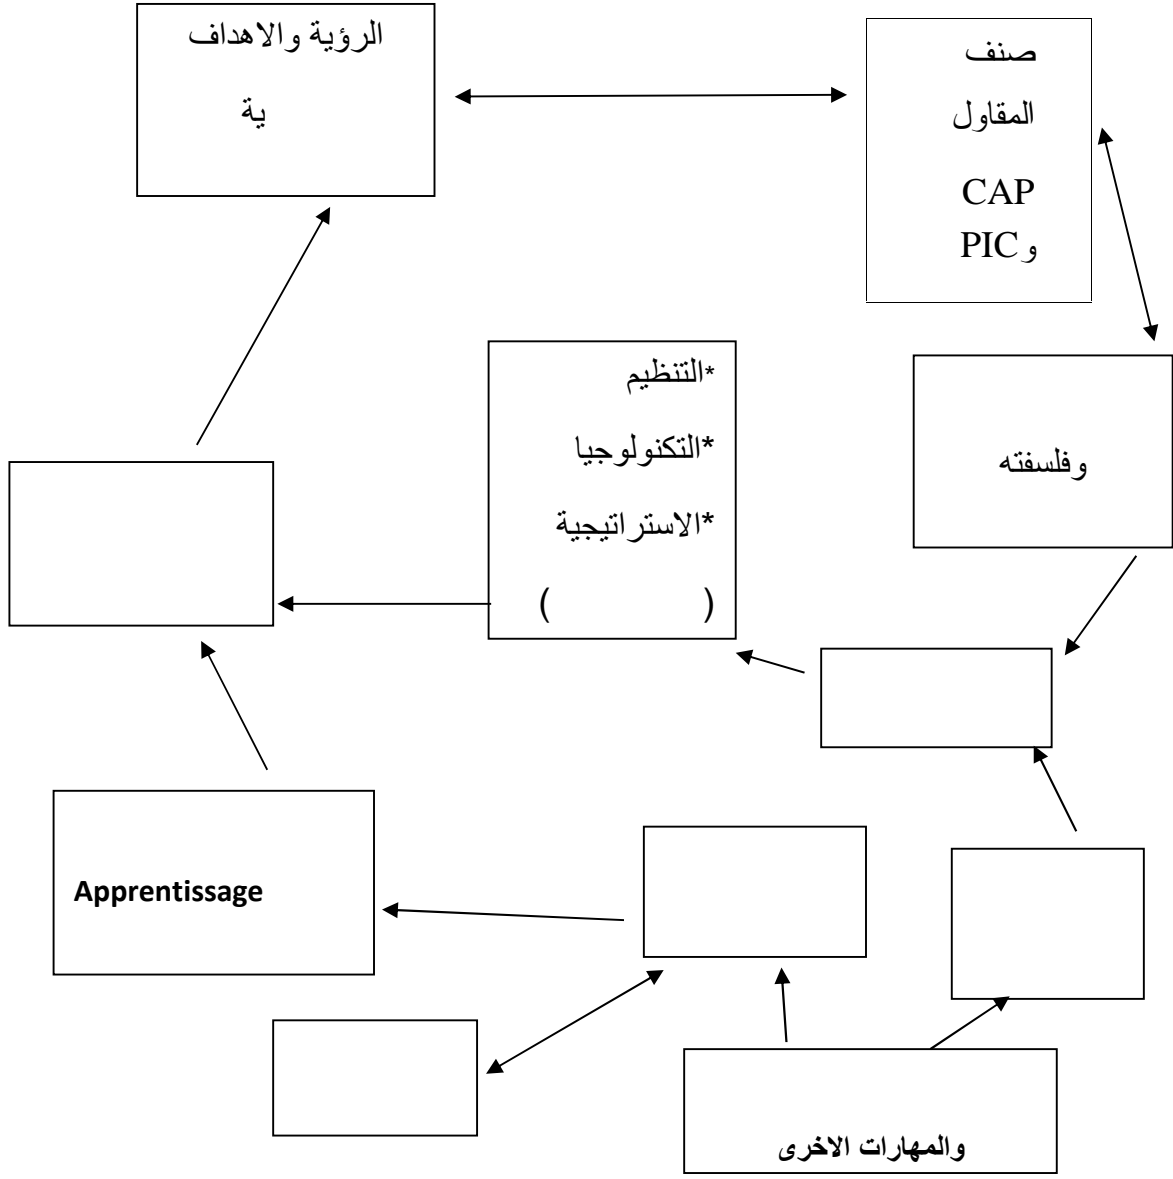 الرؤية والاهداف
ية
صنف
المقاول
CAP
وPIC
*التنظيم
*التكنولوجيا
*الاستراتيجية
( )
وفلسفته
Apprentissage
والمهارات الاخرى